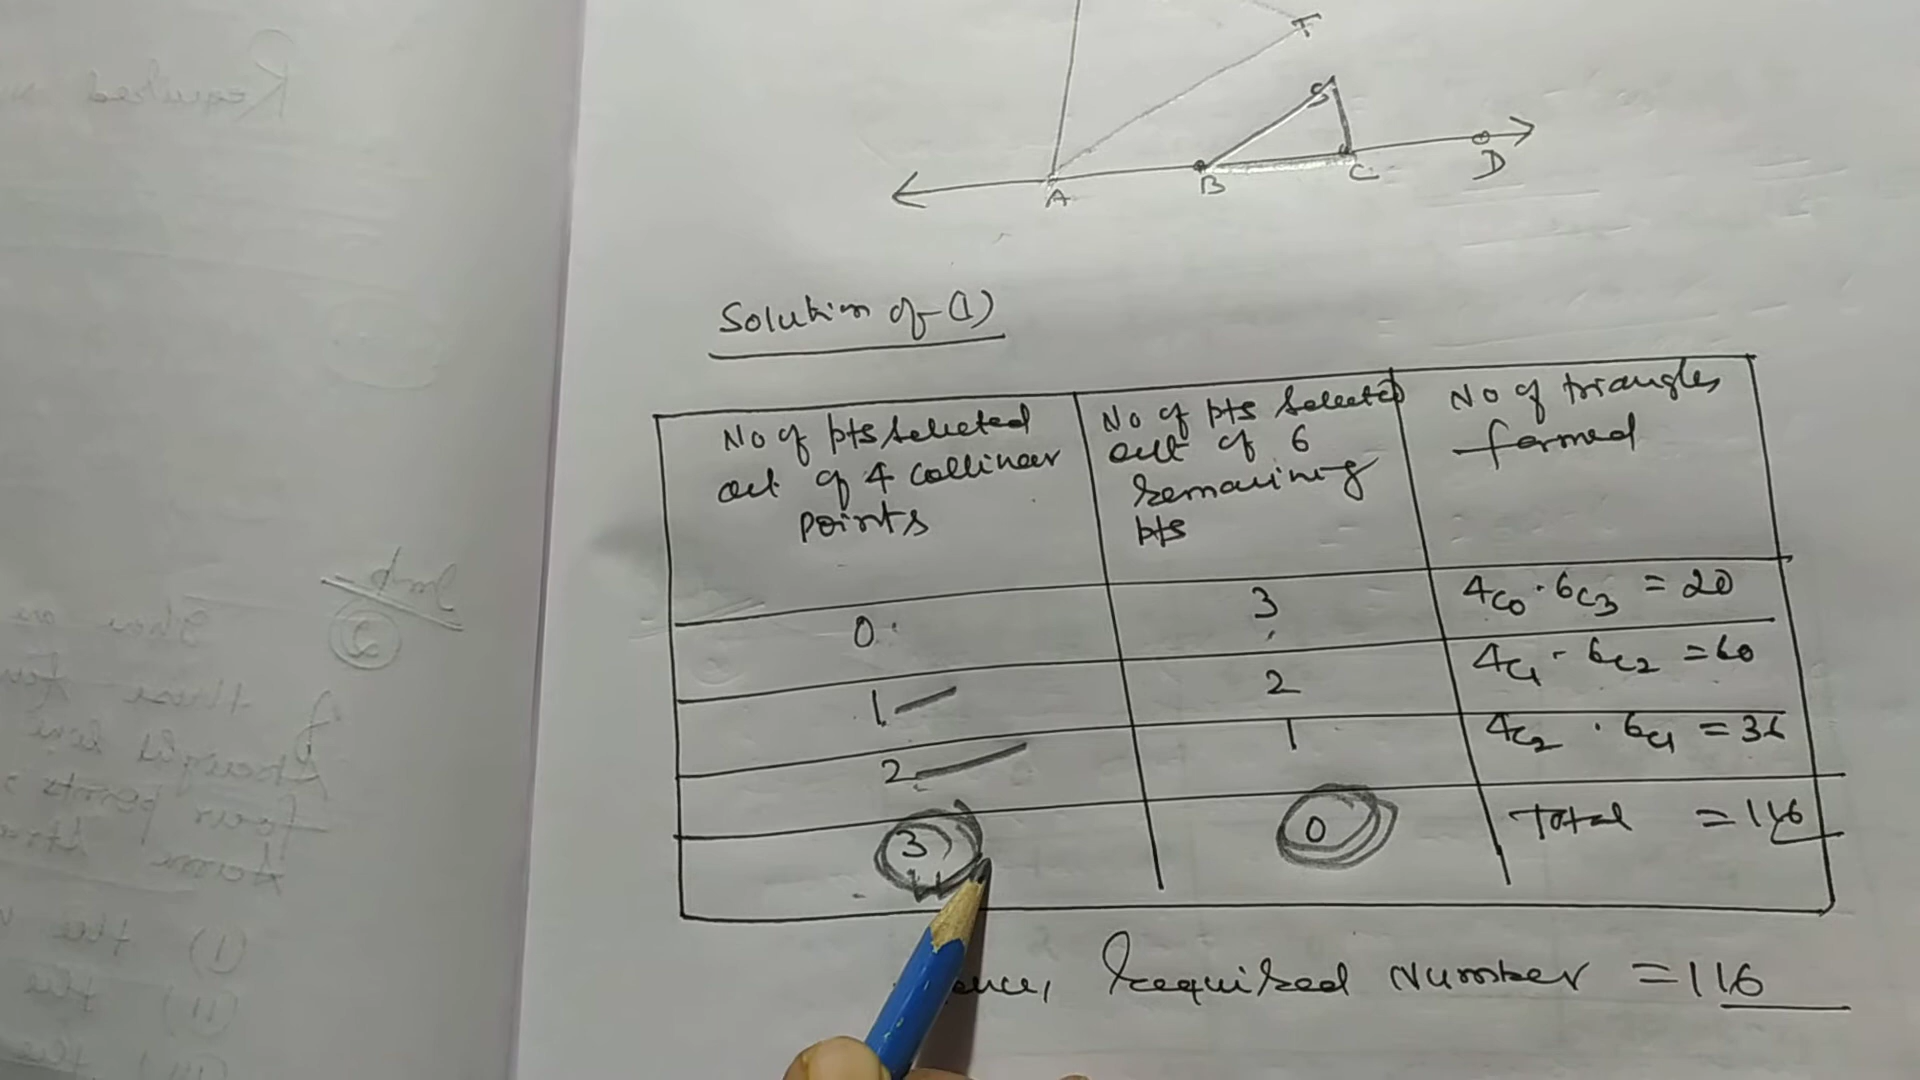 F
S
A
B
C
D
Solution of (1)
No of pts selected
out of 4 collinear
points
No of pts selected
out of 6
remaining
pts
No of triangles
formed
0
3
4c0 · 6c3 = 20
1
2
4c1 · 6c2 = 60
2
1
4c2 · 6c1 = 36
3
0
Total = 116
Required Number = 116